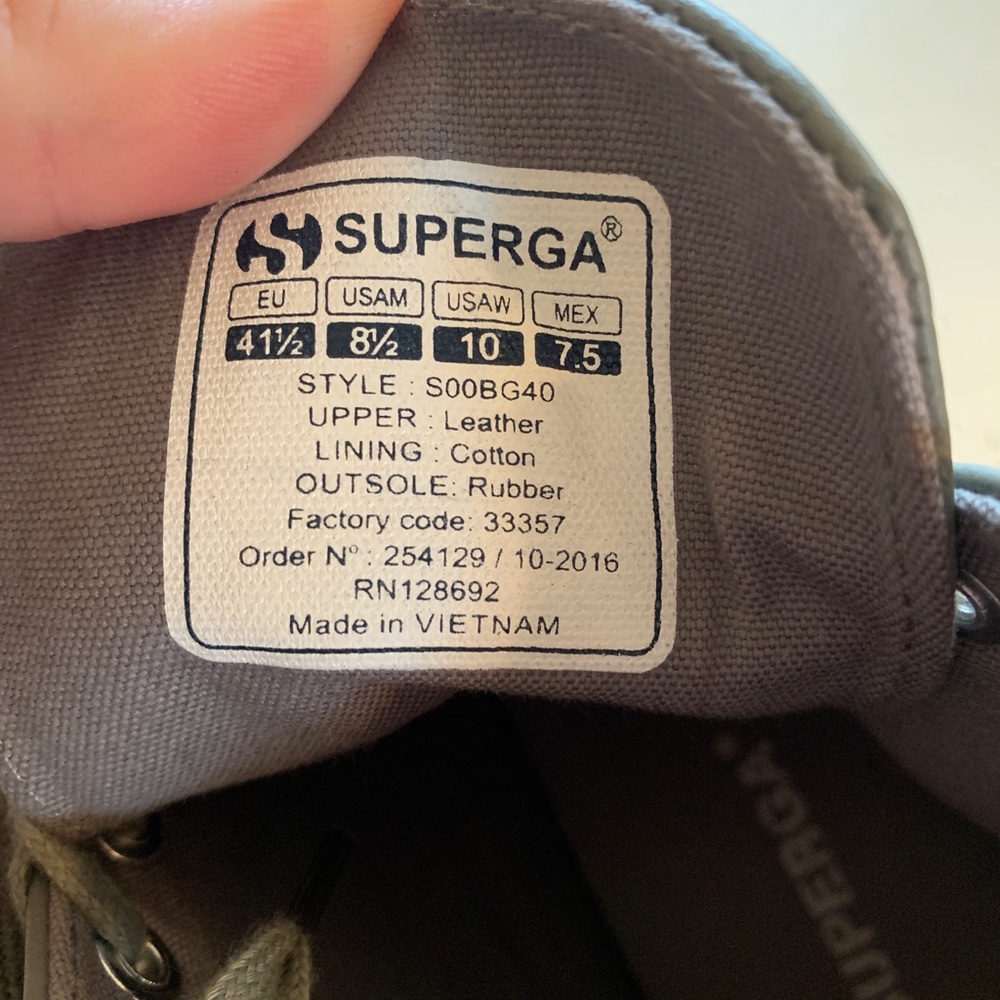 SUPERGA®
EU USAM USAW MEX
41½ 8½ 10 7.5
STYLE : S00BG40
UPPER : Leather
LINING : Cotton
OUTSOLE: Rubber
Factory code: 33357
Order Nº : 254129 / 10-2016
RN128692
Made in VIETNAM
SUPERGA®